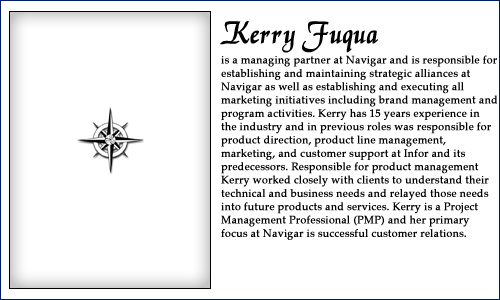 Kerry Fuqua
is a managing partner at Navigar and is responsible for
establishing and maintaining strategic alliances at
Navigar as well as establishing and executing all
marketing initiatives including brand management and
program activities. Kerry has 15 years experience in
the industry and in previous roles was responsible for
product direction, product line management,
marketing, and customer support at Infor and its
predecessors. Responsible for product management
Kerry worked closely with clients to understand their
technical and business needs and relayed those needs
into future products and services. Kerry is a Project
Management Professional (PMP) and her primary
focus at Navigar is successful customer relations.